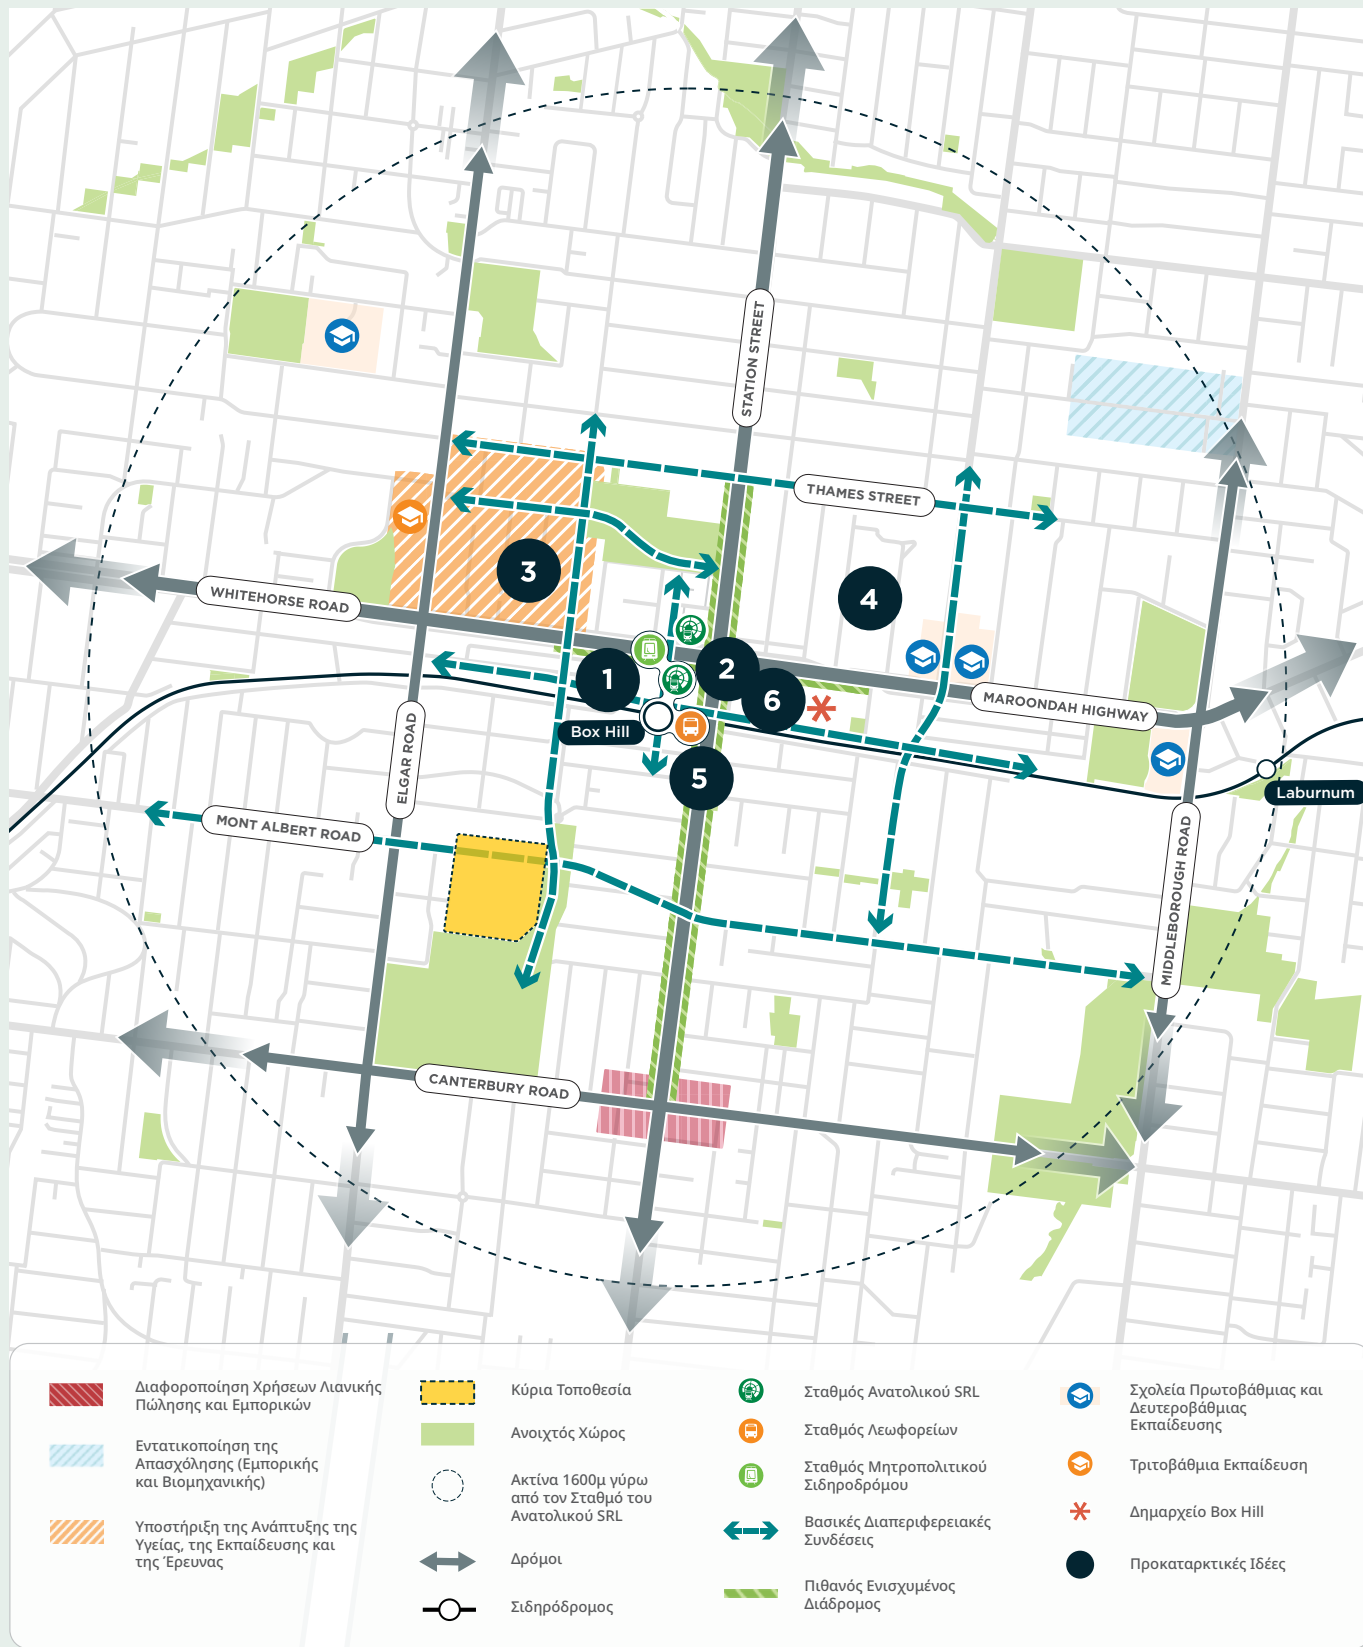 STATION STREET
THAMES STREET
3
WHITEHORSE ROAD
4
1
2
6
MAROONDAH HIGHWAY
Box Hill
ELGAR ROAD
5
Laburnum
MONT ALBERT ROAD
MIDDLEBOROUGH ROAD
CANTERBURY ROAD
Διαφοροποίηση Χρήσεων Λιανικής
Πώλησης και Εμπορικών
Εντατικοποίηση της
Απασχόλησης (Εμπορικής
και Βιομηχανικής)
Υποστήριξη της Ανάπτυξης της
Υγείας, της Εκπαίδευσης και
της Έρευνας
Κύρια Τοποθεσία
Ανοιχτός Χώρος
Ακτίνα 1600μ γύρω
από τον Σταθμό του
Ανατολικού SRL
Δρόμοι
Σιδηρόδρομος
Σταθμός Ανατολικού SRL
Σταθμός Λεωφορείων
Σταθμός Μητροπολιτικού
Σιδηροδρόμου
Βασικές Διαπεριφερειακές
Συνδέσεις
Πιθανός Ενισχυμένος
Διάδρομος
Σχολεία Πρωτοβάθμιας και
Δευτεροβάθμιας
Εκπαίδευσης
Τριτοβάθμια Εκπαίδευση
Δημαρχείο Box Hill
Προκαταρκτικές Ιδέες